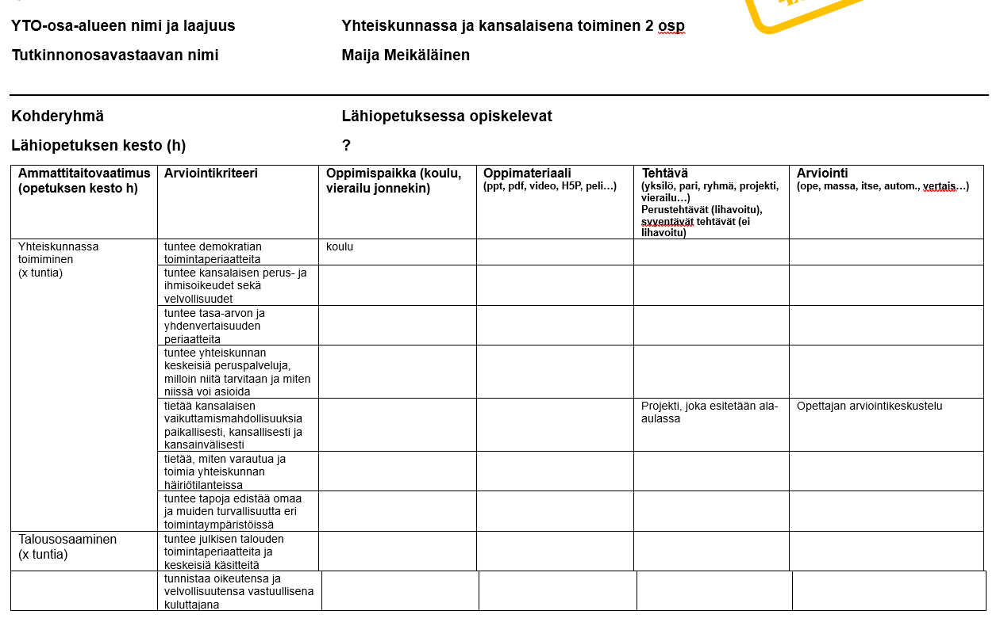 YTO-osa-alueen nimi ja laajuus
Yhteiskunnassa ja kansalaisena toiminen 2 osp
Tutkinnonosavastaavan nimi
Maija Meikäläinen
Kohderyhmä
Lähiopetuksessa opiskelevat
Lähiopetuksen kesto (h)
?
Ammattitaitovaatimus
(opetuksen kesto h)
Arviointikriteeri
Oppimispaikka (koulu,
vierailu jonnekin)
Oppimateriaali
(ppt, pdf, video, H5P, peli…)
Tehtävä
(yksilö, pari, ryhmä, projekti,
vierailu…)
Perustehtävät (lihavoitu),
syventävät tehtävät (ei
lihavoitu)
Arviointi
(ope, massa, itse, autom., vertais…)
Yhteiskunnassa
toimiminen
(x tuntia)
tuntee demokratian
toimintaperiaatteita
koulu
tuntee kansalaisen perus- ja
ihmisoikeudet sekä
velvollisuudet
tuntee tasa-arvon ja
yhdenvertaisuuden
periaatteita
tuntee yhteiskunnan
keskeisiä peruspalveluja,
milloin niitä tarvitaan ja miten
niissä voi asioida
tietää kansalaisen
vaikuttamismahdollisuuksia
paikallisesti, kansallisesti ja
kansainvälisesti
Projekti, joka esitetään ala-
aulassa
Opettajan arviointikeskustelu
tietää, miten varautua ja
toimia yhteiskunnan
häiriötilanteissa
tuntee tapoja edistää omaa
ja muiden turvallisuutta eri
toimintaympäristöissä
Talousosaaminen
(x tuntia)
tuntee julkisen talouden
toimintaperiaatteita ja
keskeisiä käsitteitä
tunnistaa oikeutensa ja
velvollisuutensa vastuullisena
kuluttajana